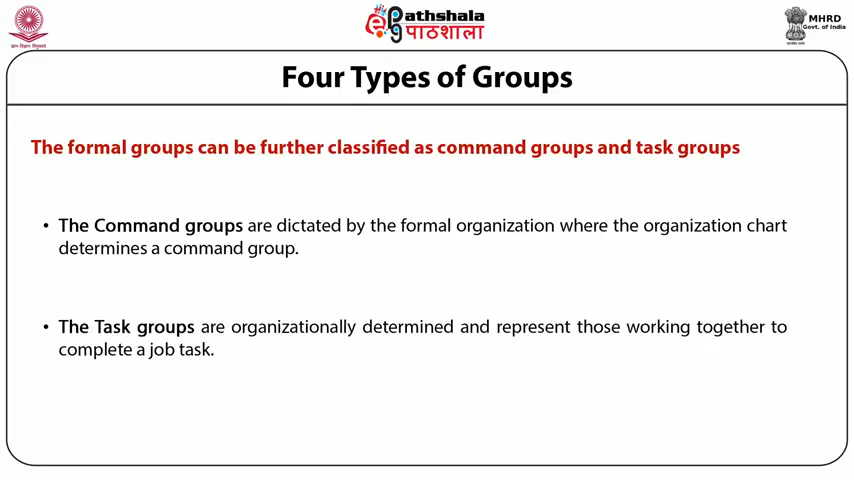 ज्ञान-विज्ञान विमुक्तये
ePathshala
पाठशाला
MHRD
Govt. of India
Four Types of Groups
The formal groups can be further classified as command groups and task groups
• The Command groups are dictated by the formal organization where the organization chart
determines a command group.
• The Task groups are organizationally determined and represent those working together to
complete a job task.